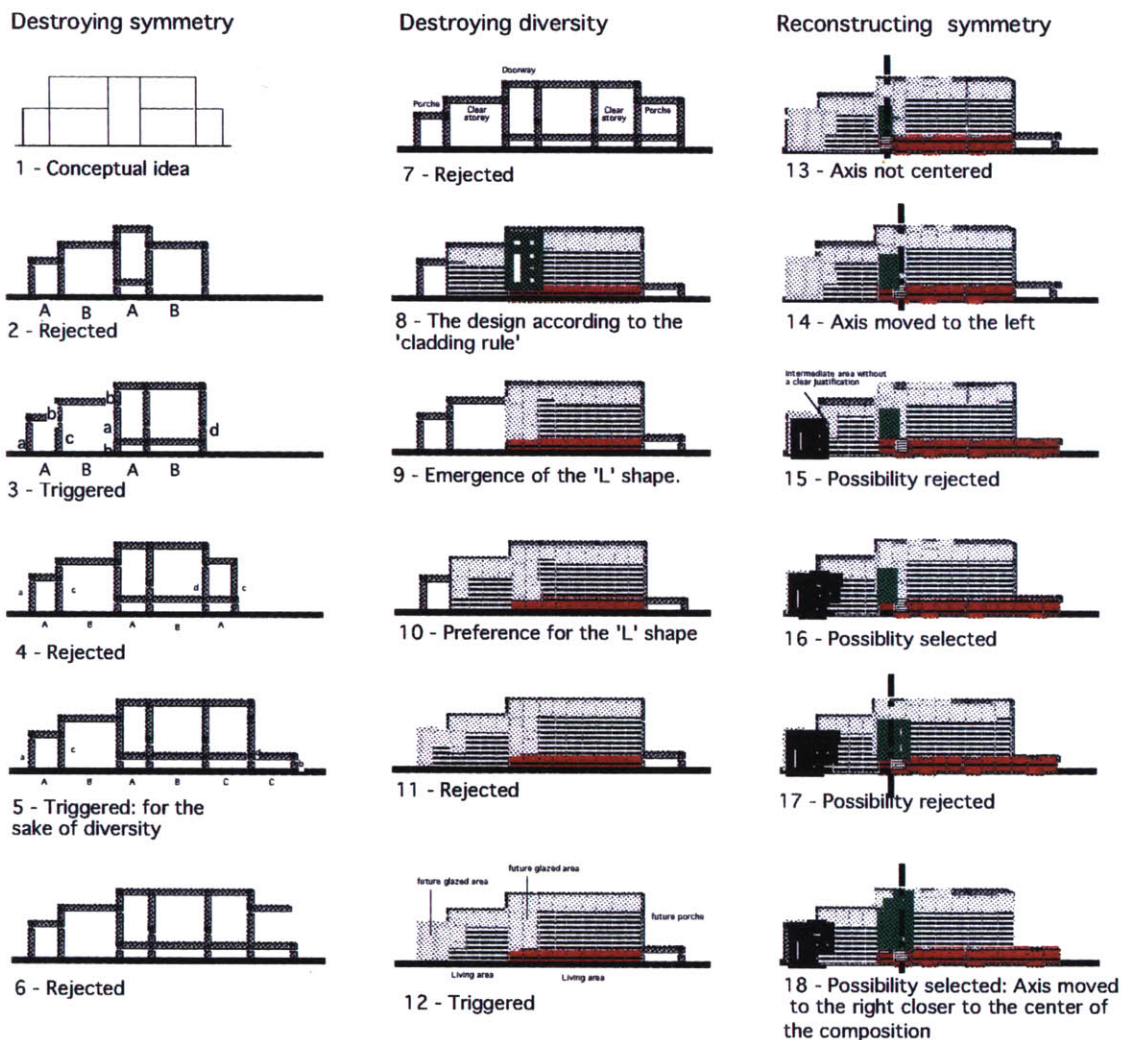 Destroying symmetry
1 - Conceptual idea
A B A B
2 - Rejected
a b c b a b d
A B A B
3 - Triggered
a c d c
A B A B A
4 - Rejected
a c d b
A B A B C C
5 - Triggered: for the
sake of diversity
6 - Rejected
Destroying diversity
Doorway
Porche
Clear
storey
Clear
storey
Porche
7 - Rejected
8 - The design according to the
'cladding rule'
9 - Emergence of the 'L' shape.
10 - Preference for the 'L' shape
11 - Rejected
future glazed area
future glazed area
future porche
Living area
Living area
12 - Triggered
Reconstructing symmetry
13 - Axis not centered
14 - Axis moved to the left
Intermediate area without
a clear justification
15 - Possibility rejected
16 - Possiblity selected
17 - Possibility rejected
18 - Possibility selected: Axis moved
to the right closer to the center of
the composition